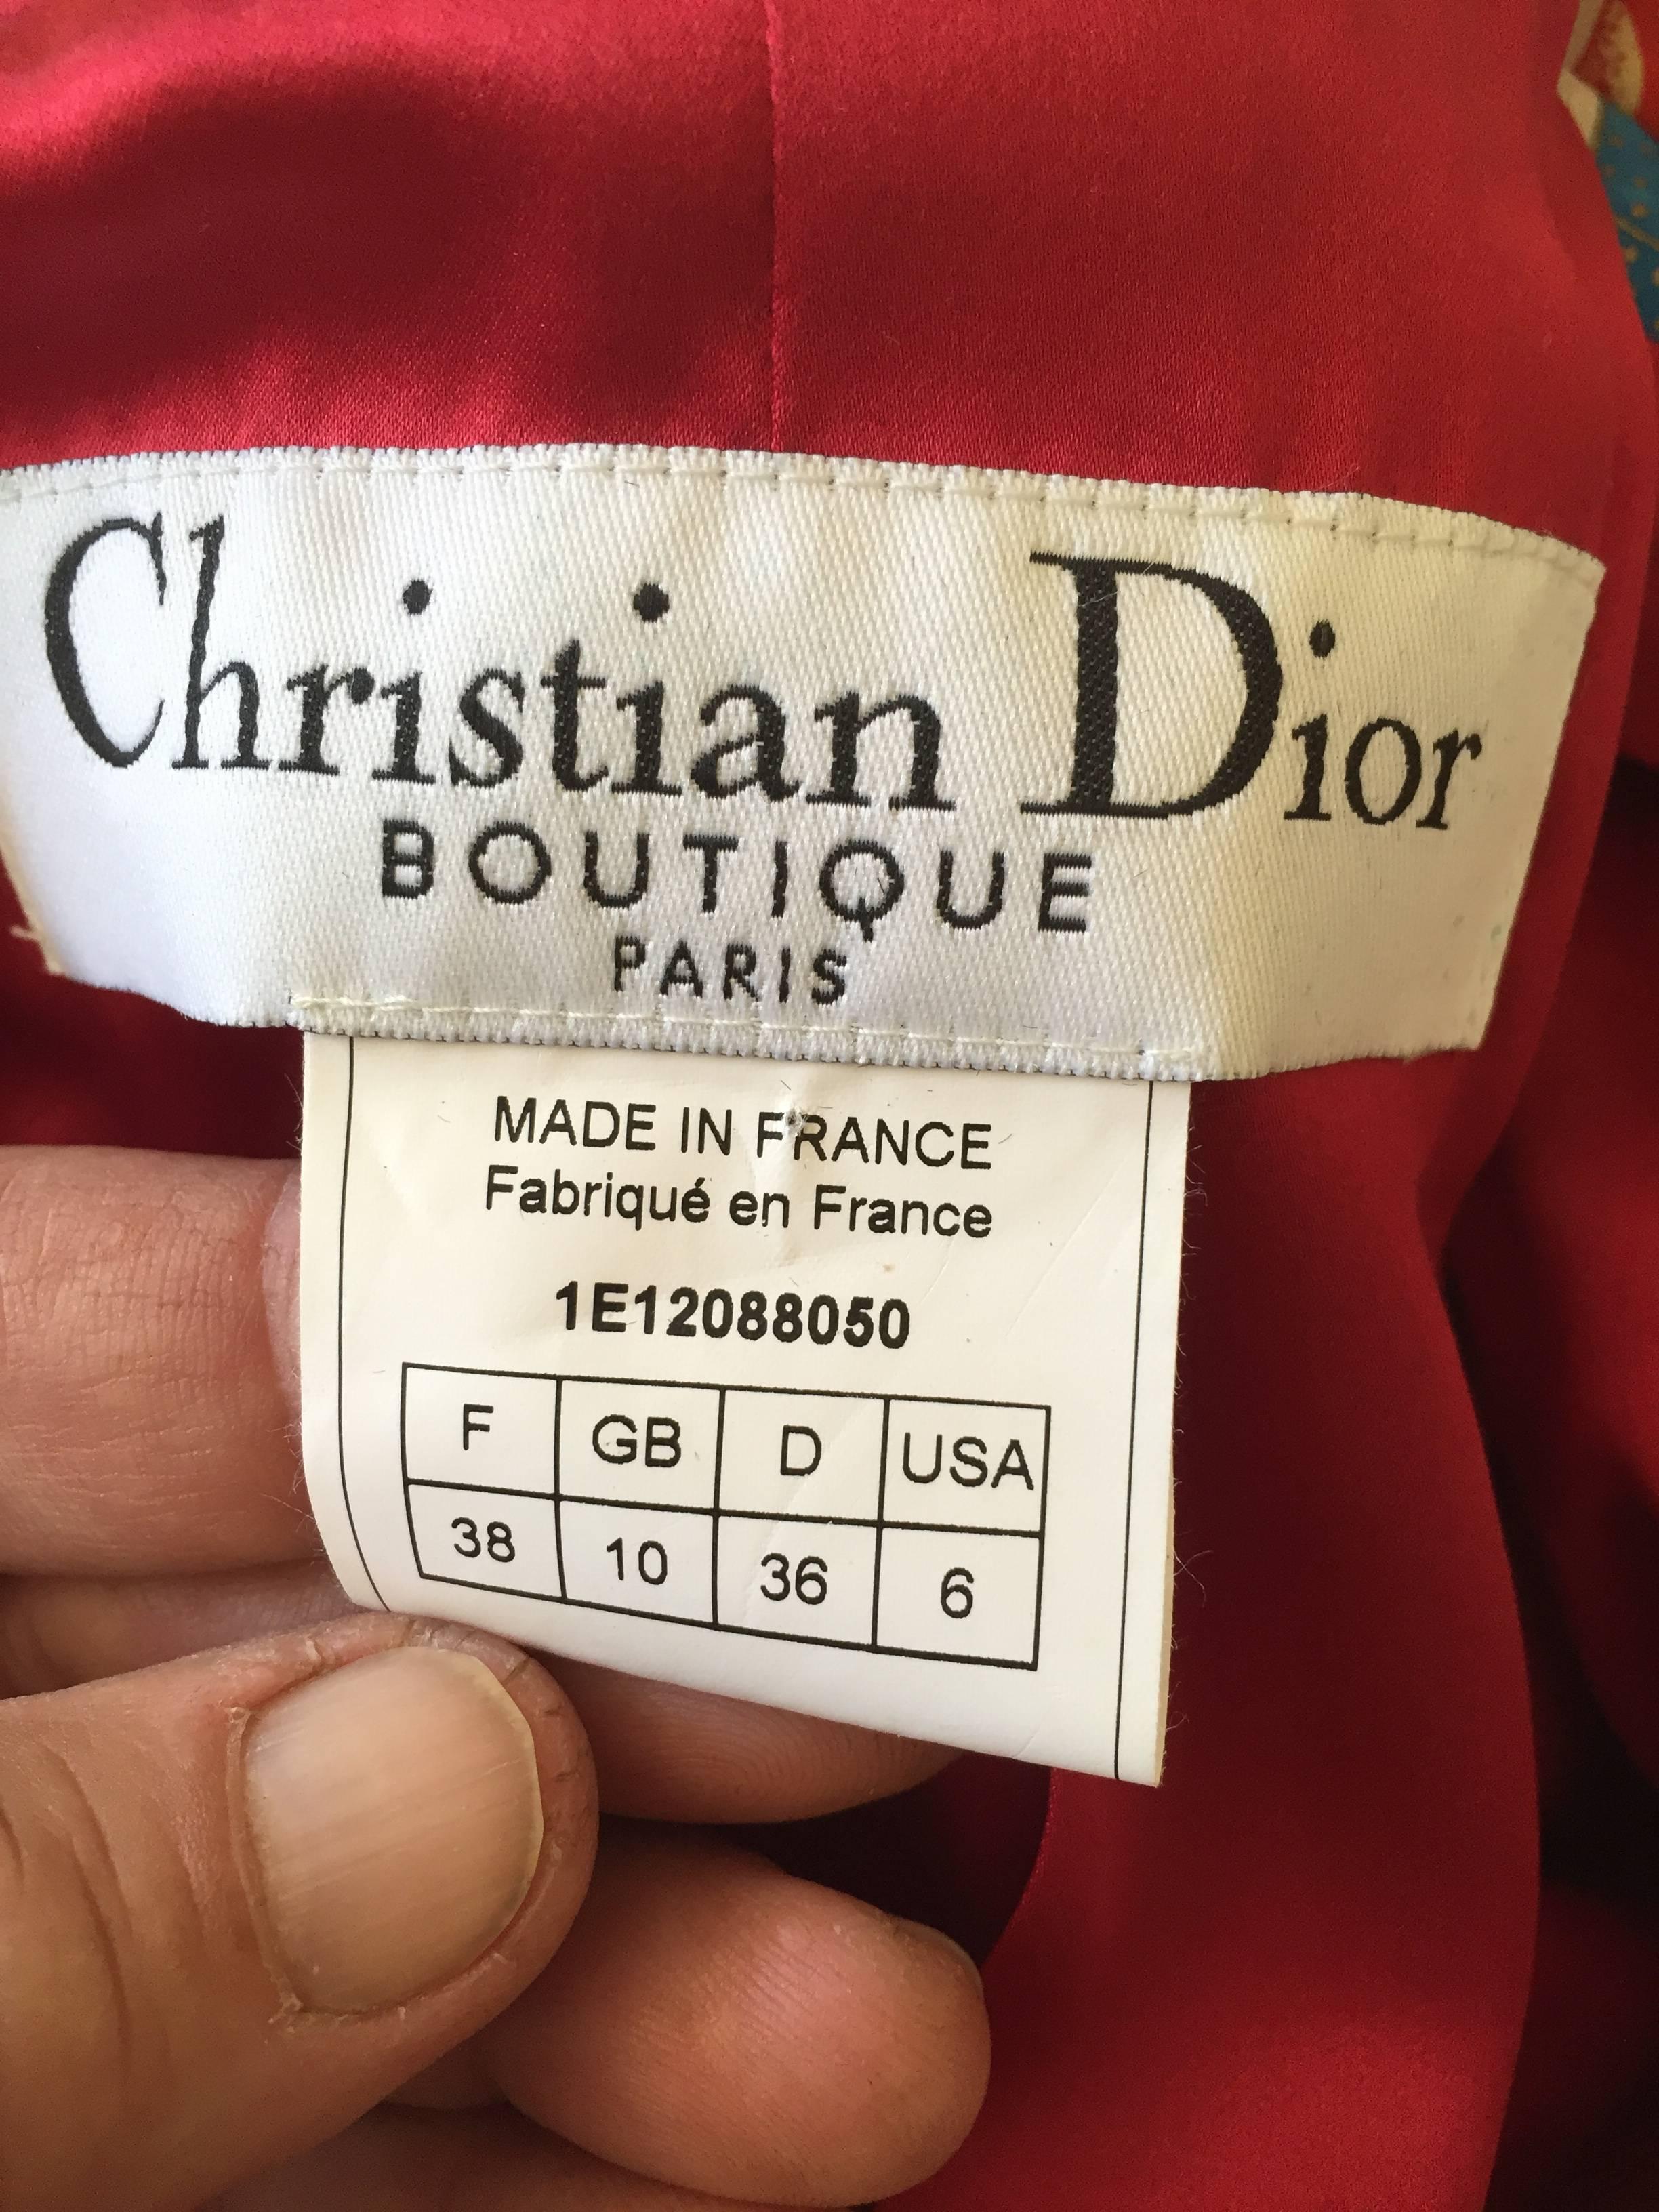 Christian Dior
BOUTIQUE
PARIS
MADE IN FRANCE
Fabriqué en France
1E12088050
F GB D USA
38 10 36 6